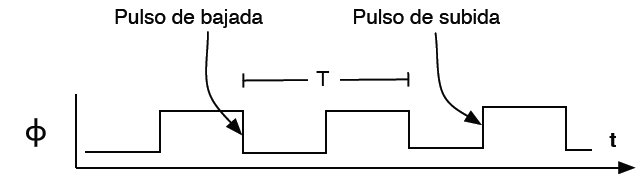 Pulso de bajada
Pulso de subida
T
ϕ
t